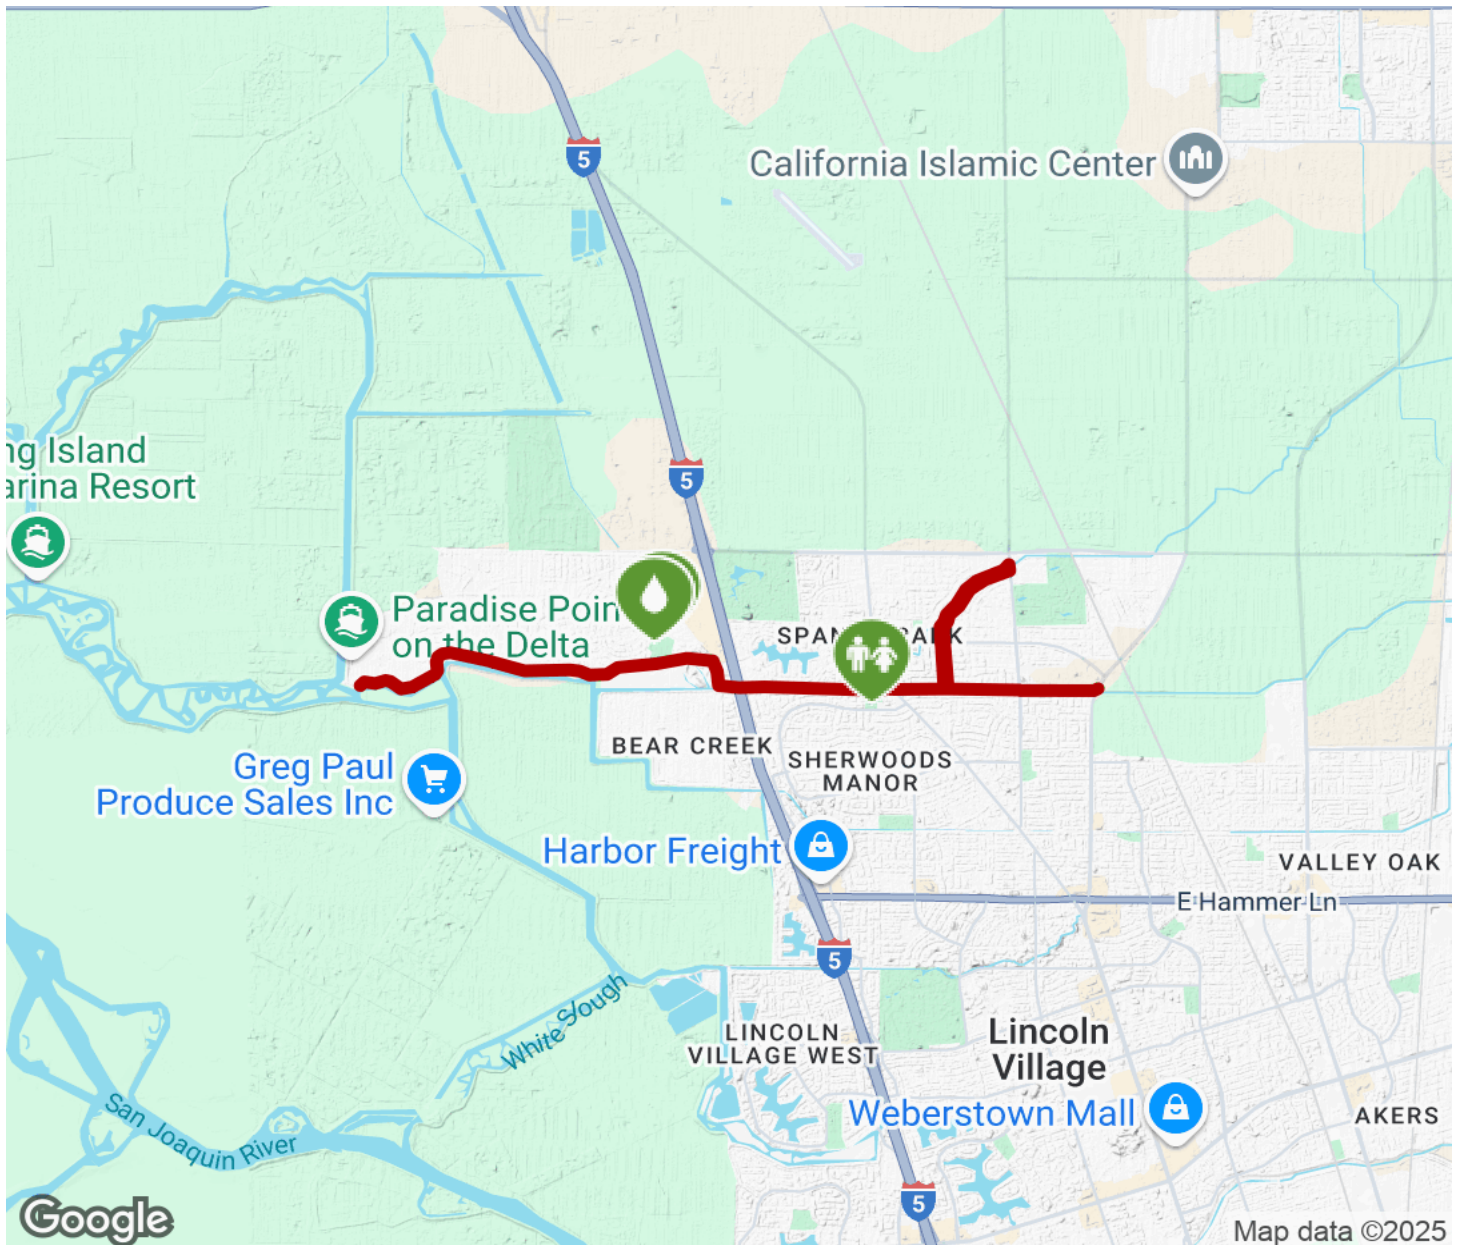 5
California Islamic Center
5
ng Island
arina Resort
Paradise Poin
on the Delta
SPAN PARK
BEAR CREEK
SHERWOODS
MANOR
Greg Paul
Produce Sales Inc
Harbor Freight
VALLEY OAK
E Hammer Ln
5
White Slough
LINCOLN
VILLAGE WEST
Lincoln
Village
Weberstown Mall
AKERS
San Joaquin River
5
Google
Map data ©2025